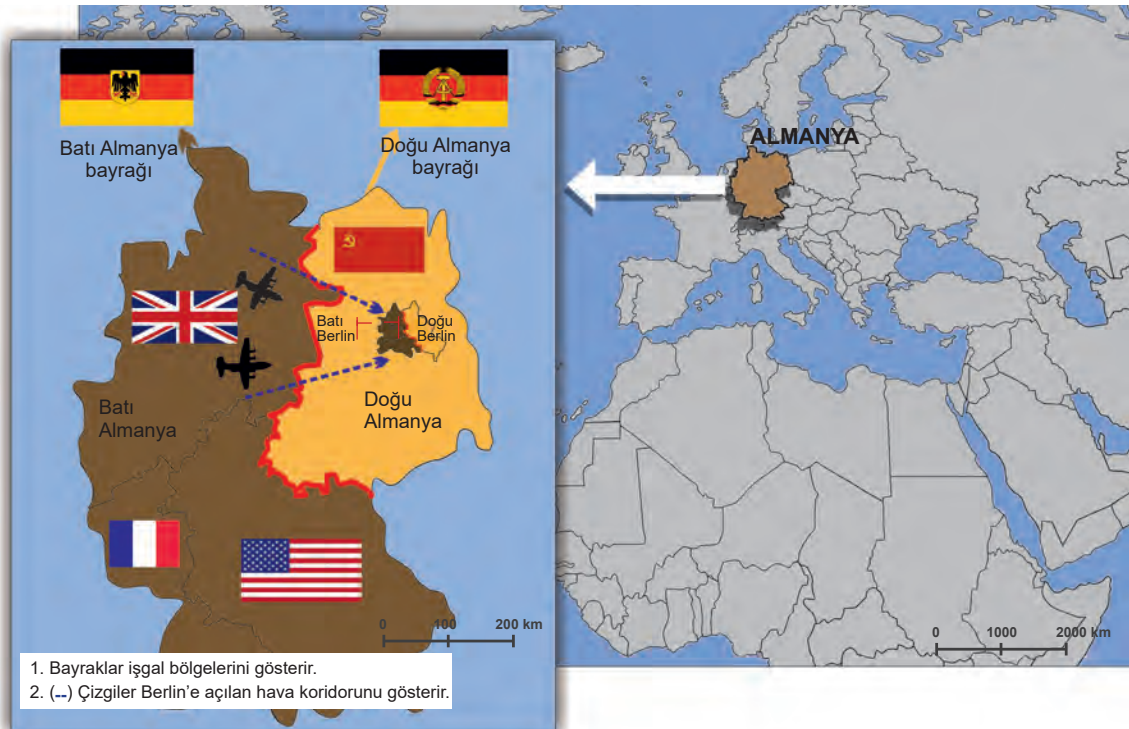 Batı Almanya
bayrağı
Doğu Almanya
bayrağı
ALMANYA
Batı
Berlin
Doğu
Berlin
Batı
Almanya
Doğu
Almanya
0 100 200 km
0 1000 2000 km
1. Bayraklar işgal bölgelerini gösterir.
2. (--) Çizgiler Berlin’e açılan hava koridorunu gösterir.